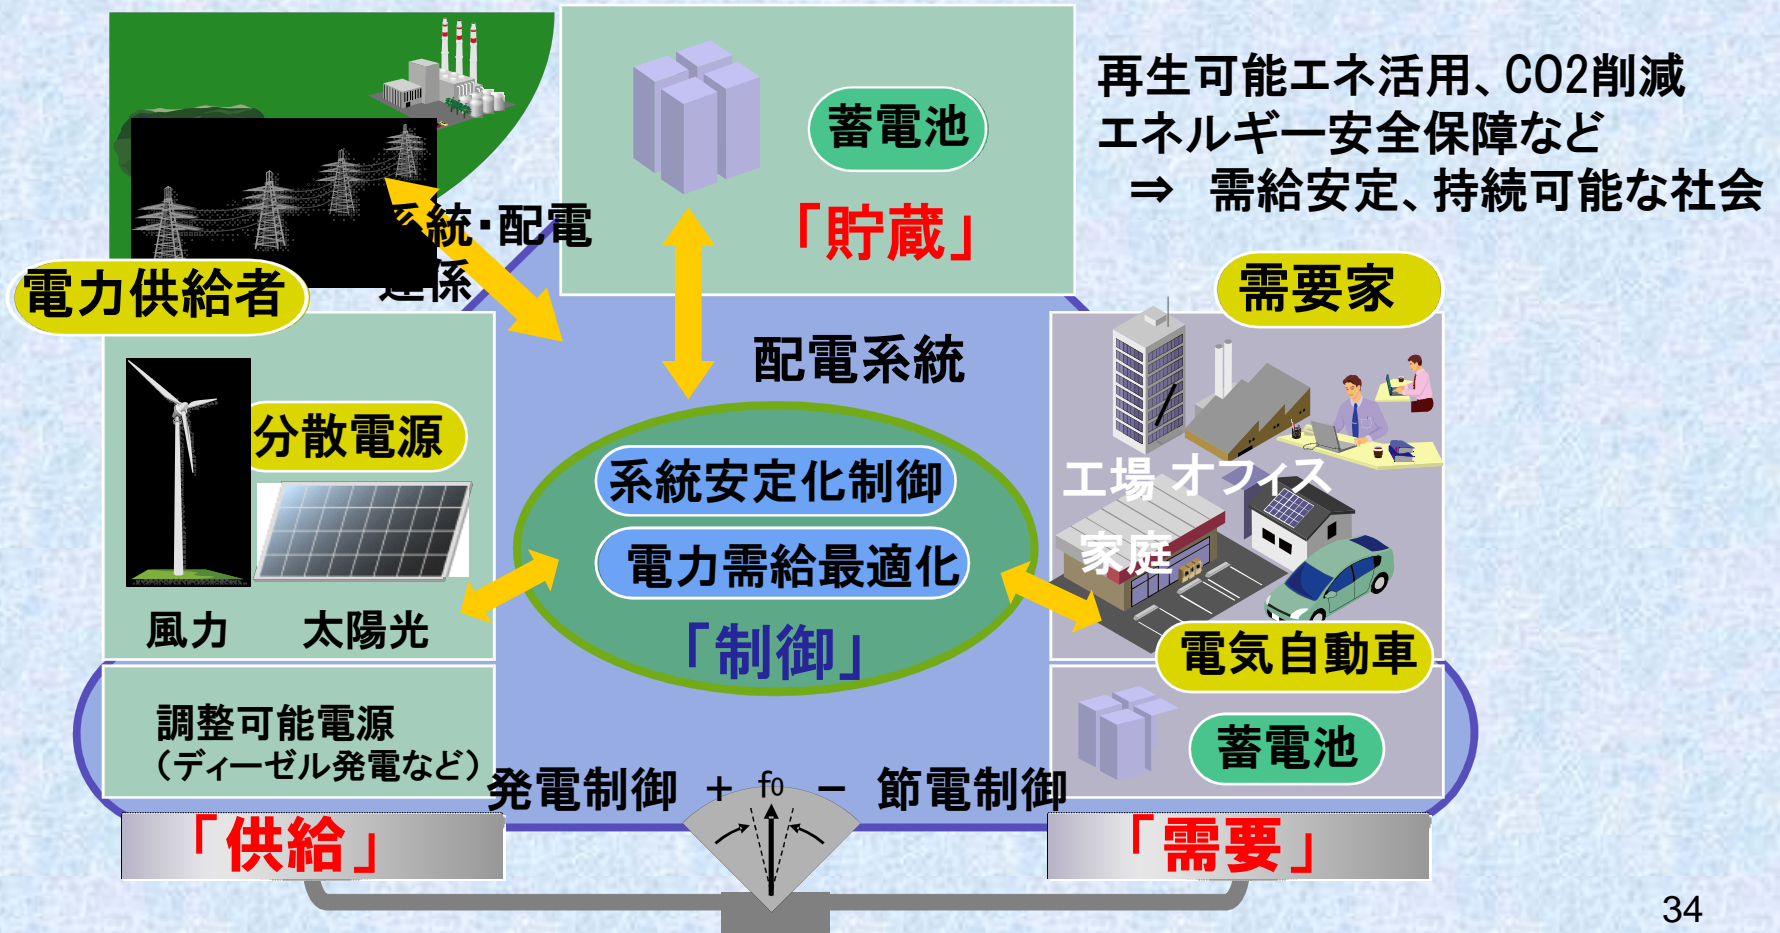 再生可能エネ活用、CO2削減
エネルギー安全保障など
⇒ 需給安定、持続可能な社会
蓄電池
「貯蔵」
系統・配電
連係
電力供給者
需要家
配電系統
分散電源
系統安定化制御
電力需給最適化
「制御」
工場 オフィス
家庭
風力 太陽光
電気自動車
調整可能電源
（ディーゼル発電など）
蓄電池
発電制御 + f0 − 節電制御
「供給」
「需要」
34